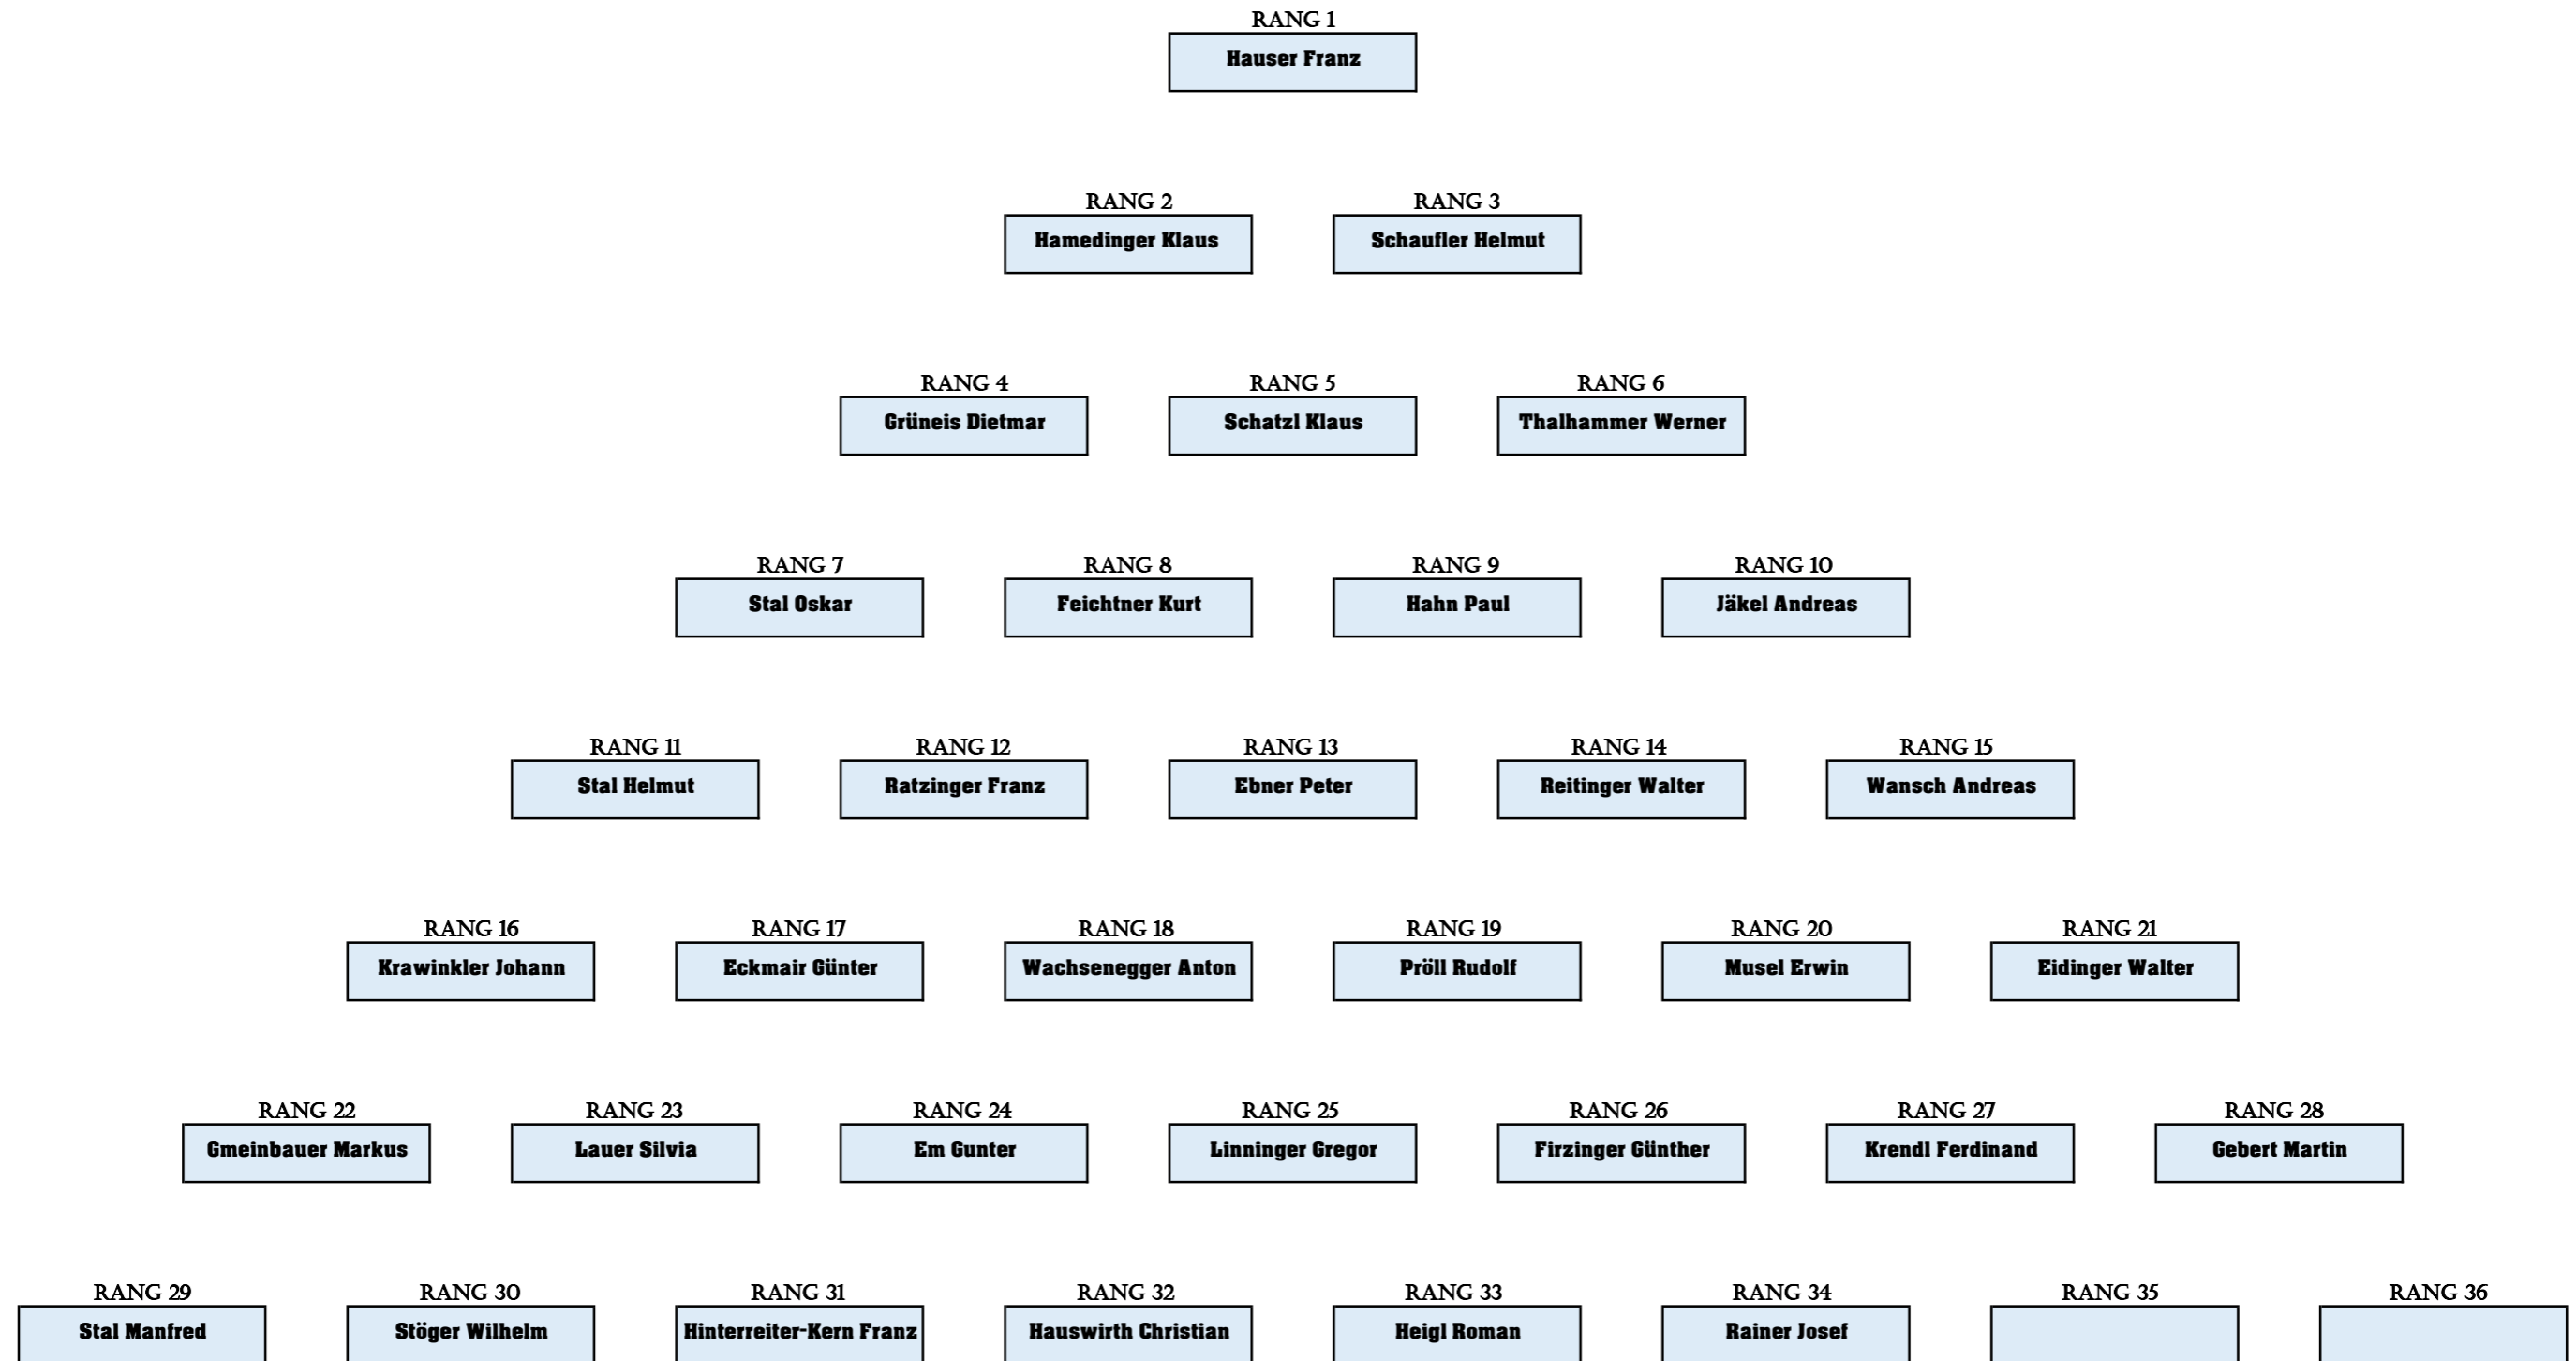 RANG 1
Hauser Franz
RANG 2 RANG 3
Hamedinger Klaus Schaufler Helmut
RANG 4 RANG 5 RANG 6
Grüneis Dietmar Schatzl Klaus Thalhammer Werner
RANG 7 RANG 8 RANG 9 RANG 10
Stal Oskar Feichtner Kurt Hahn Paul Jäkel Andreas
RANG 11 RANG 12 RANG 13 RANG 14 RANG 15
Stal Helmut Ratzinger Franz Ebner Peter Reitinger Walter Wansch Andreas
RANG 16 RANG 17 RANG 18 RANG 19 RANG 20 RANG 21
Krawinkler Johann Eckmair Günter Wachsenegger Anton Pröll Rudolf Musel Erwin Eidinger Walter
RANG 22 RANG 23 RANG 24 RANG 25 RANG 26 RANG 27 RANG 28
Gmeinbauer Markus Lauer Silvia Em Gunter Linninger Gregor Firzinger Günther Krendl Ferdinand Gebert Martin
RANG 29 RANG 30 RANG 31 RANG 32 RANG 33 RANG 34 RANG 35 RANG 36
Stal Manfred Stöger Wilhelm Hinterreiter-Kern Franz Hauswirth Christian Heigl Roman Rainer Josef